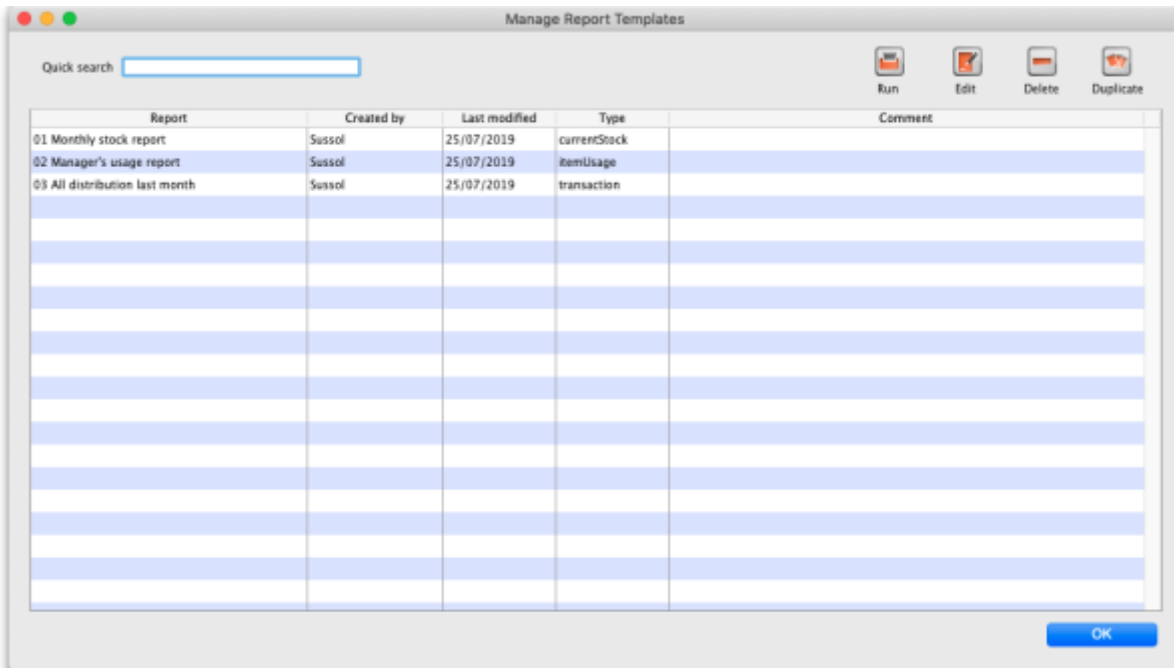 Manage Report Templates
Quick search
Run Edit Delete Duplicate
Report Created by Last modified Type Comment
01 Monthly stock report Sussol 25/07/2019 currentStock
02 Manager's usage report Sussol 25/07/2019 itemUsage
03 All distribution last month Sussol 25/07/2019 transaction
OK